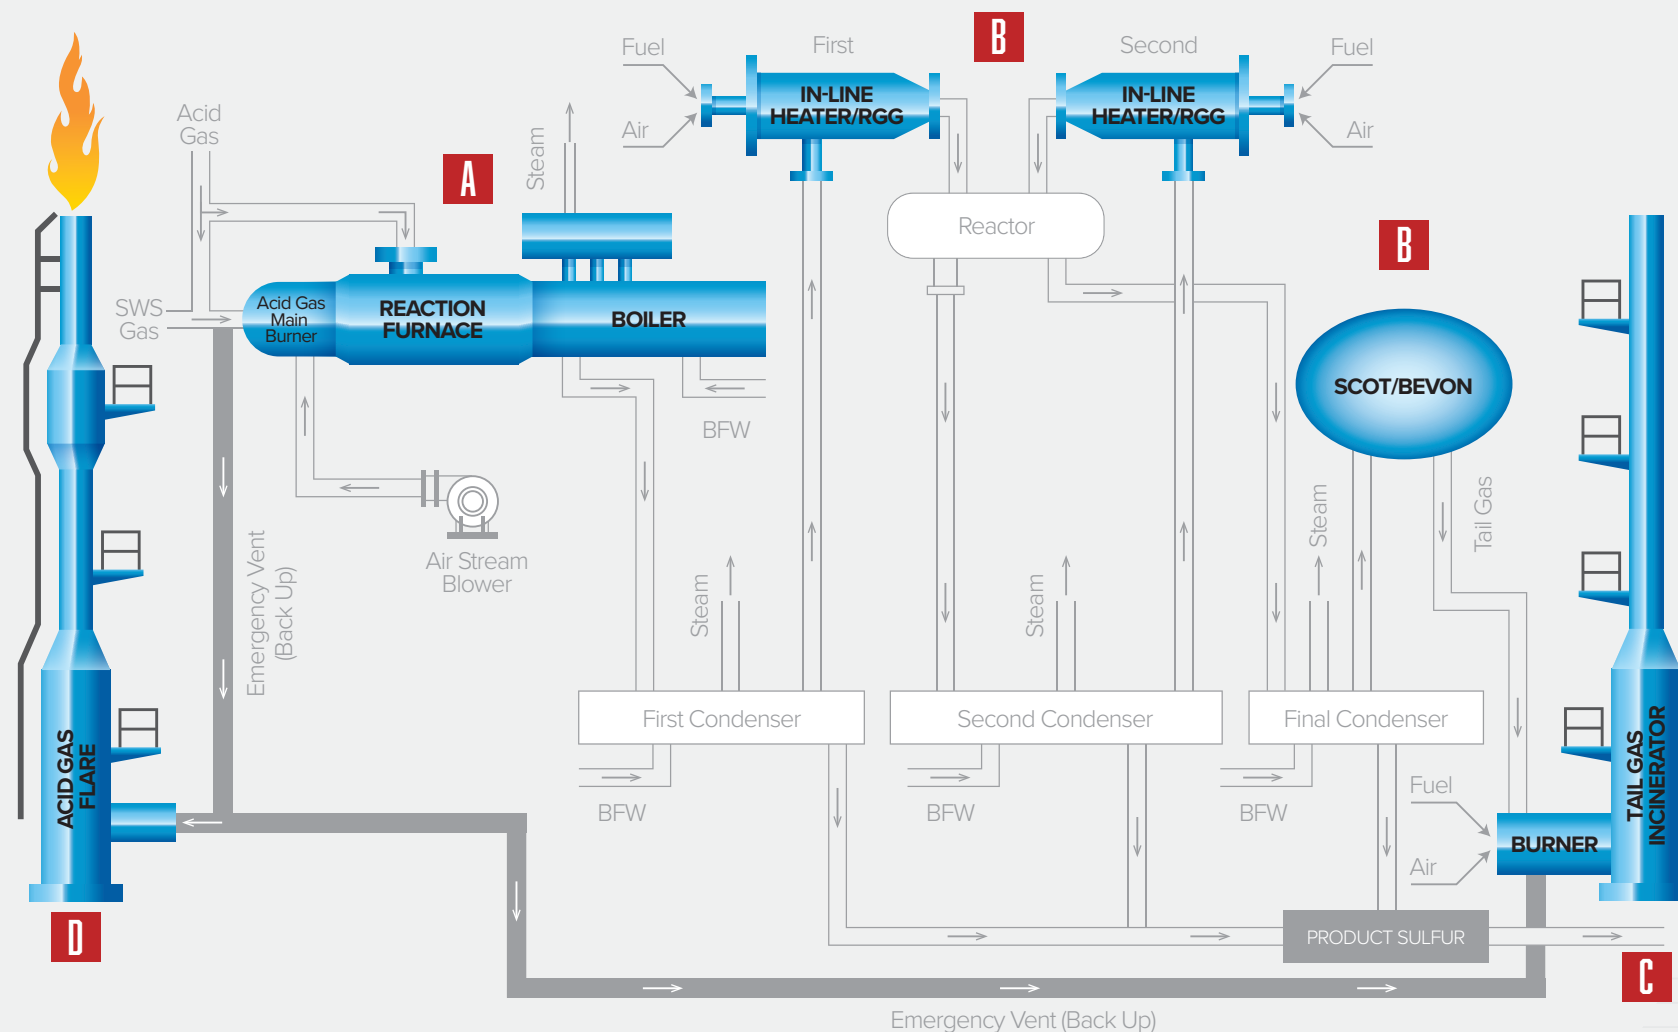 B
Fuel
First
Second
Fuel
IN-LINE
HEATER/RGG
IN-LINE
HEATER/RGG
Acid
Gas
Air
Air
A
Steam
Reactor
B
SWS
Gas
Acid Gas
Main
Burner
REACTION
FURNACE
BOILER
SCOT/BEVON
BFW
Air Stream
Blower
Emergency Vent
(Back Up)
Steam
Steam
Steam
Tail Gas
First Condenser
Second Condenser
Final Condenser
BFW
BFW
BFW
ACID GAS
FLARE
TAIL GAS
INCINERATOR
Fuel
BURNER
Air
D
PRODUCT SULFUR
C
Emergency Vent (Back Up)